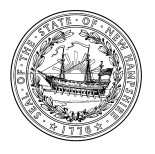 SEAL · OF · THE · STATE · OF · NEW HAMPSHIRE
1776